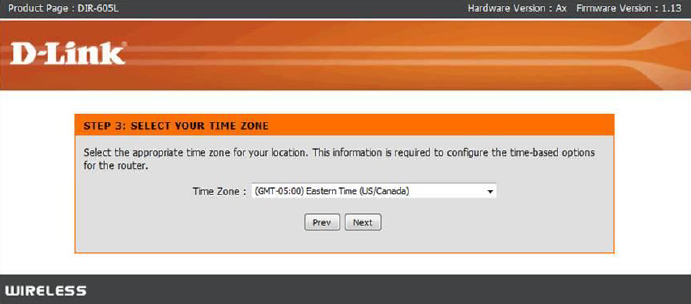 Product Page : DIR-605L
Hardware Version : Ax Firmware Version : 1.13
D-Link
STEP 3: SELECT YOUR TIME ZONE
Select the appropriate time zone for your location. This information is required to configure the time-based options
for the router.
Time Zone : (GMT-05:00) Eastern Time (US/Canada)
Prev Next
WIRELESS